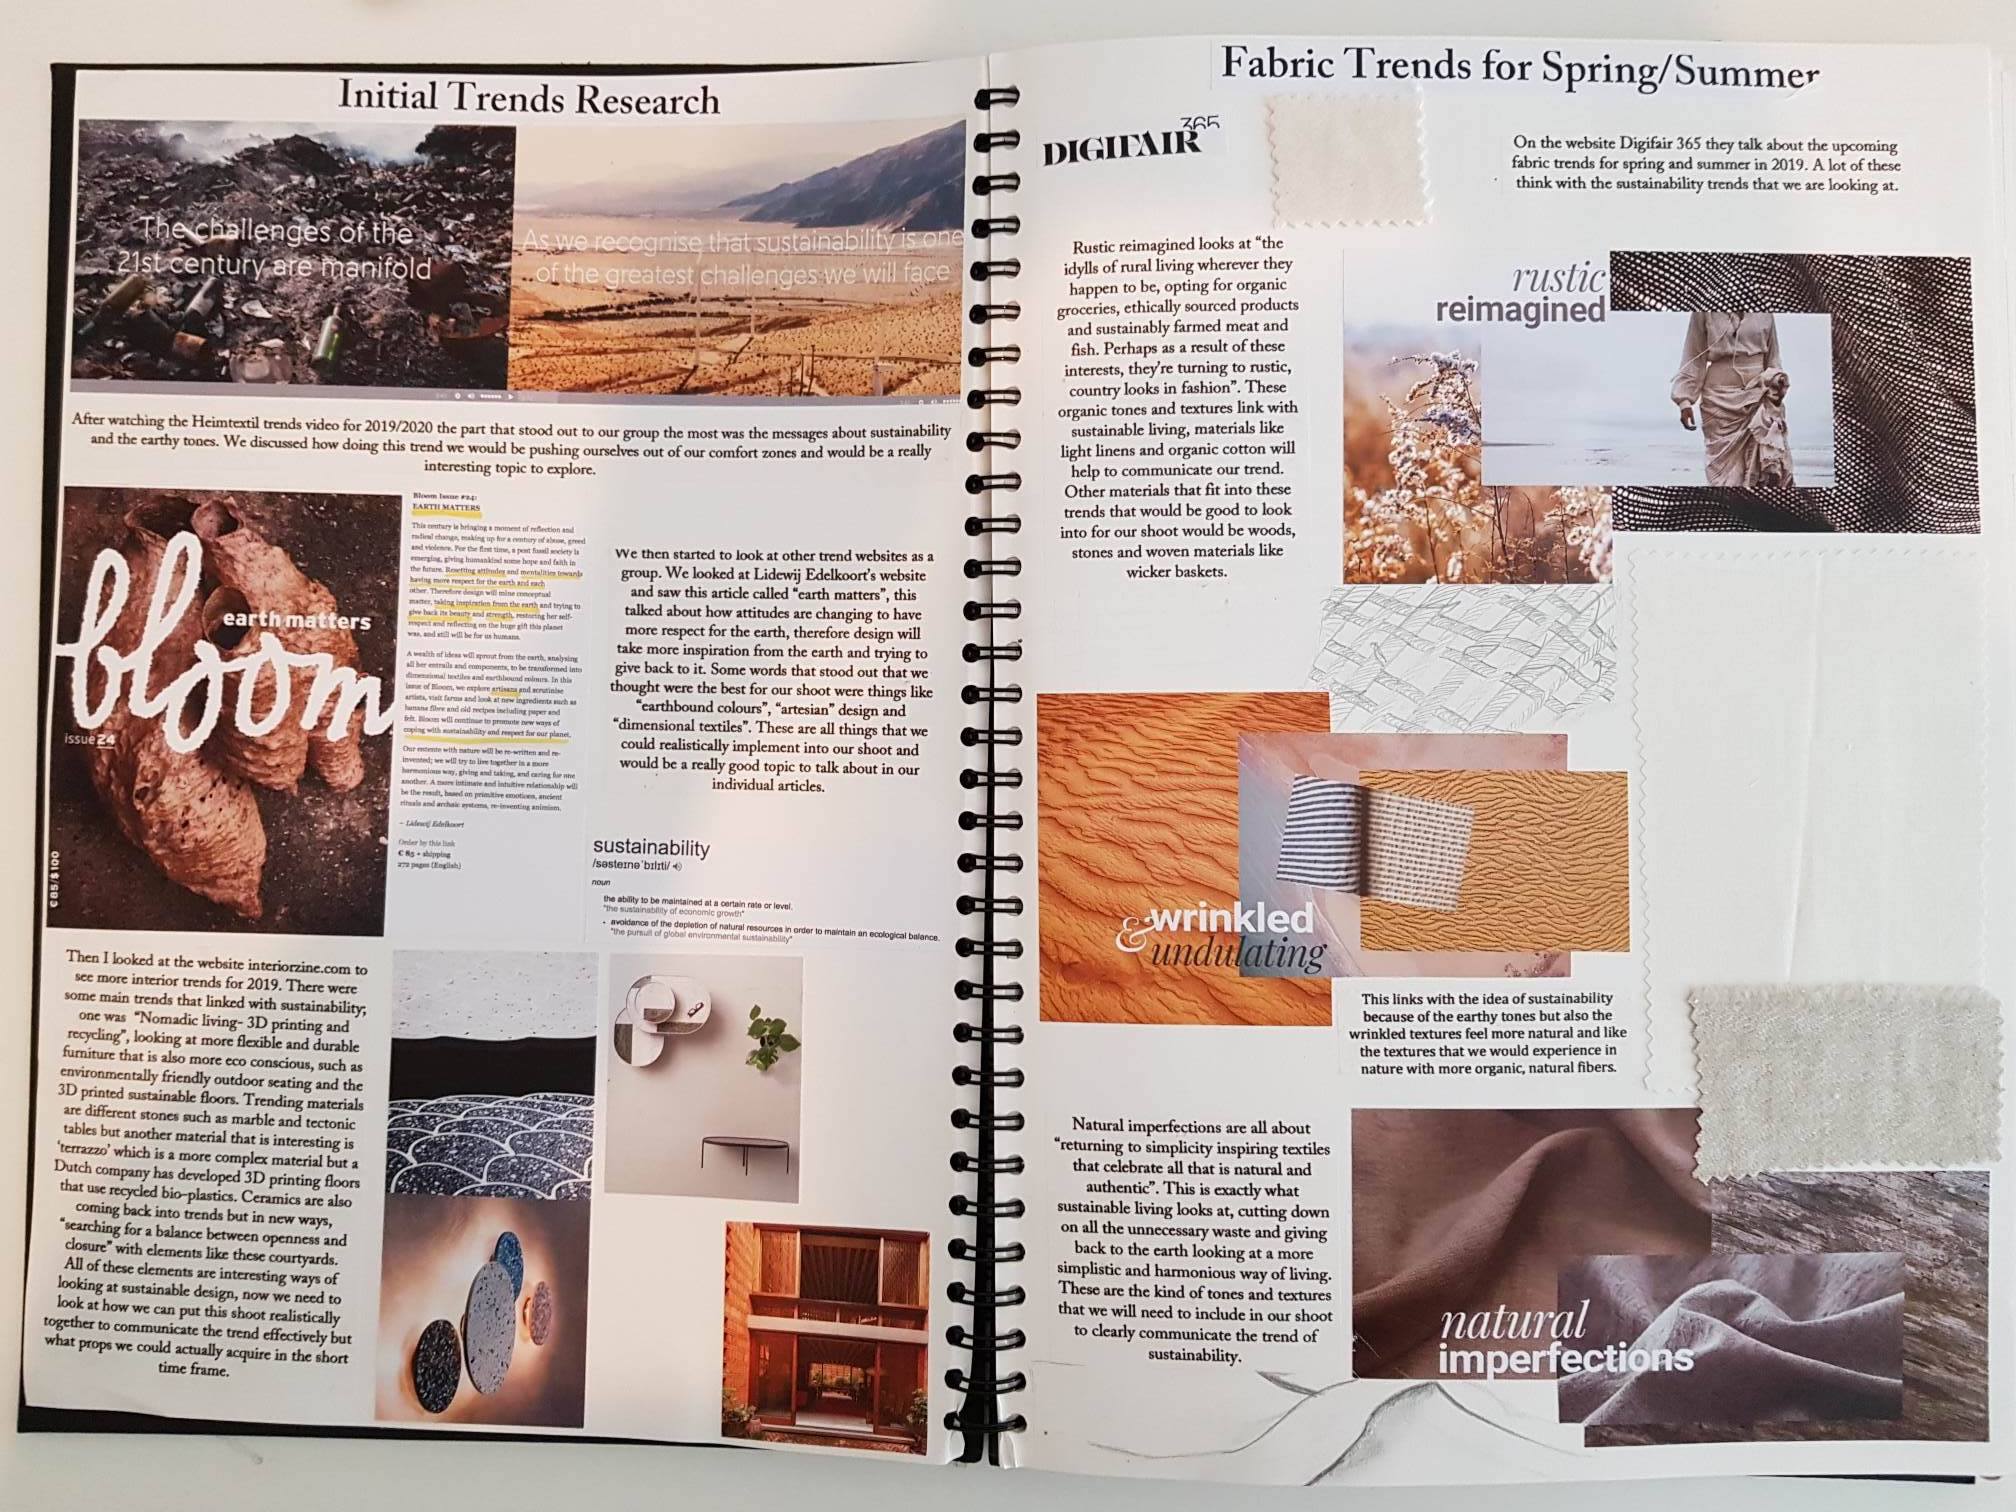 Initial Trends Research
The challenges of the
21st century are manifold
As we recognise that sustainability is one
of the greatest challenges we will face
After watching the Heimtextil trends video for 2019/2020 the part that stood out to our group the most was the messages about sustainability
and the earthy tones. We discussed how doing this trend we would be pushing ourselves out of our comfort zones and would be a really
interesting topic to explore.
bloom
earth matters
issue 24
€85/$100
Bloom Issue #24:
EARTH MATTERS
This century is bringing a moment of reflection and
radical change, making up for a century of abuse, greed
and violence. For the first time, a post fossil society is
emerging, giving humankind some hope and faith in
the future. Resetting attitudes and mentalities towards
having more respect for the earth and each
other. Therefore design will mine conceptual
matter, taking inspiration from the earth and trying to
give back its beauty and strength, restoring her self-
respect and reflecting on the huge gift this planet
was, and still will be for us humans.
A wealth of ideas will sprout from the earth, analysing
all her entrails and components, to be transformed into
dimensional textiles and earthbound colours. In this
issue of Bloom, we explore artisans and scrutinise
artists, visit farms and look at new ingredients such as
banana fibre and old recipes including paper and
felt. Bloom will continue to promote new ways of
coping with sustainability and respect for our planet.
Our entente with nature will be re-written and re-
invented; we will try to live together in a more
harmonious way, giving and taking, and caring for one
another. A more intimate and intuitive relationship will
be the result, based on primitive emotions, ancient
rituals and archaic systems, re-inventing animism.
– Lidewij Edelkoort
Order by this link
€ 85 + shipping
272 pages (English)
We then started to look at other trend websites as a
group. We looked at Lidewij Edelkoort's website
and saw this article called "earth matters", this
talked about how attitudes are changing to have
more respect for the earth, therefore design will
take more inspiration from the earth and trying to
give back to it. Some words that stood out that we
thought were the best for our shoot were things like
"earthbound colours", "artesian" design and
"dimensional textiles". These are all things that we
could realistically implement into our shoot and
would be a really good topic to talk about in our
individual articles.
sustainability
/səsteɪnəˈbɪlɪti/
noun
the ability to be maintained at a certain rate or level.
"the sustainability of economic growth"
• avoidance of the depletion of natural resources in order to maintain an ecological balance.
"the pursuit of global environmental sustainability"
Then I looked at the website interiorzine.com to
see more interior trends for 2019. There were
some main trends that linked with sustainability;
one was "Nomadic living- 3D printing and
recycling", looking at more flexible and durable
furniture that is also more eco conscious, such as
environmentally friendly outdoor seating and the
3D printed sustainable floors. Trending materials
are different stones such as marble and tectonic
tables but another material that is interesting is
'terrazzo' which is a more complex material but a
Dutch company has developed 3D printing floors
that use recycled bio-plastics. Ceramics are also
coming back into trends but in new ways,
"searching for a balance between openness and
closure" with elements like these courtyards.
All of these elements are interesting ways of
looking at sustainable design, now we need to
look at how we can put this shoot realistically
together to communicate the trend effectively but
what props we could actually acquire in the short
time frame.
Fabric Trends for Spring/Summer
DIGIFAIR 365
On the website Digifair 365 they talk about the upcoming
fabric trends for spring and summer in 2019. A lot of these
think with the sustainability trends that we are looking at.
Rustic reimagined looks at "the
idylls of rural living wherever they
happen to be, opting for organic
groceries, ethically sourced products
and sustainably farmed meat and
fish. Perhaps as a result of these
interests, they're turning to rustic,
country looks in fashion". These
organic tones and textures link with
sustainable living, materials like
light linens and organic cotton will
help to communicate our trend.
Other materials that fit into these
trends that would be good to look
into for our shoot would be woods,
stones and woven materials like
wicker baskets.
rustic
reimagined
wrinkled
& undulating
This links with the idea of sustainability
because of the earthy tones but also the
wrinkled textures feel more natural and like
the textures that we would experience in
nature with more organic, natural fibers.
Natural imperfections are all about
"returning to simplicity inspiring textiles
that celebrate all that is natural and
authentic". This is exactly what
sustainable living looks at, cutting down
on all the unnecessary waste and giving
back to the earth looking at a more
simplistic and harmonious way of living.
These are the kind of tones and textures
that we will need to include in our shoot
to clearly communicate the trend of
sustainability.
natural
imperfections